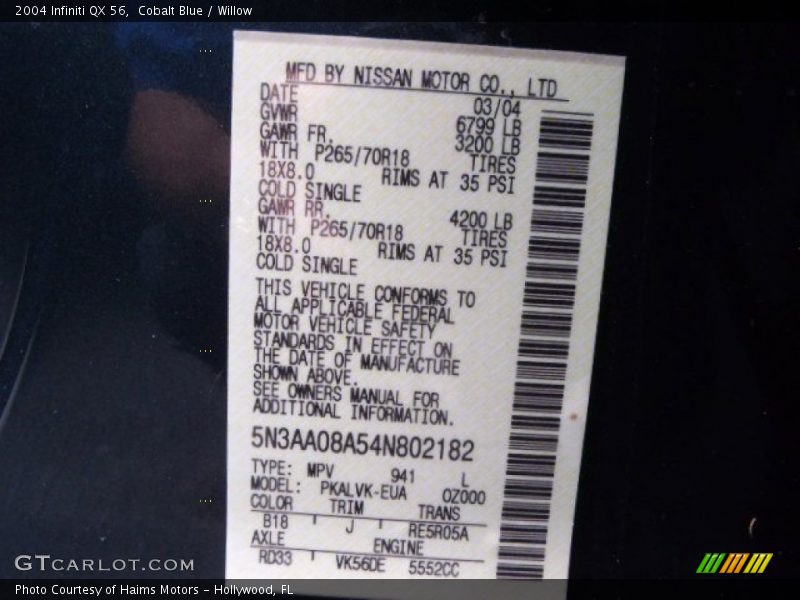 2004 Infiniti QX 56,  Cobalt Blue / Willow
MFD BY NISSAN MOTOR CO., LTD
DATE 03/04
GVWR 6799 LB
GAWR FR. 3200 LB
WITH P265/70R18 TIRES
18X8.0 RIMS AT 35 PSI
COLD SINGLE
GAWR RR. 4200 LB
WITH P265/70R18 TIRES
18X8.0 RIMS AT 35 PSI
COLD SINGLE
THIS VEHICLE CONFORMS TO
ALL APPLICABLE FEDERAL
MOTOR VEHICLE SAFETY
STANDARDS IN EFFECT ON
THE DATE OF MANUFACTURE
SHOWN ABOVE.
SEE OWNERS MANUAL FOR
ADDITIONAL INFORMATION.
5N3AA08A54N802182
TYPE: MPV 941 L
MODEL: PKALVK-EUA 0Z000
COLOR TRIM TRANS
B18 J RE5R05A
AXLE ENGINE
RD33 VK56DE 5552CC
GTCARLOT.COM
Photo Courtesy of Haims Motors - Hollywood, FL